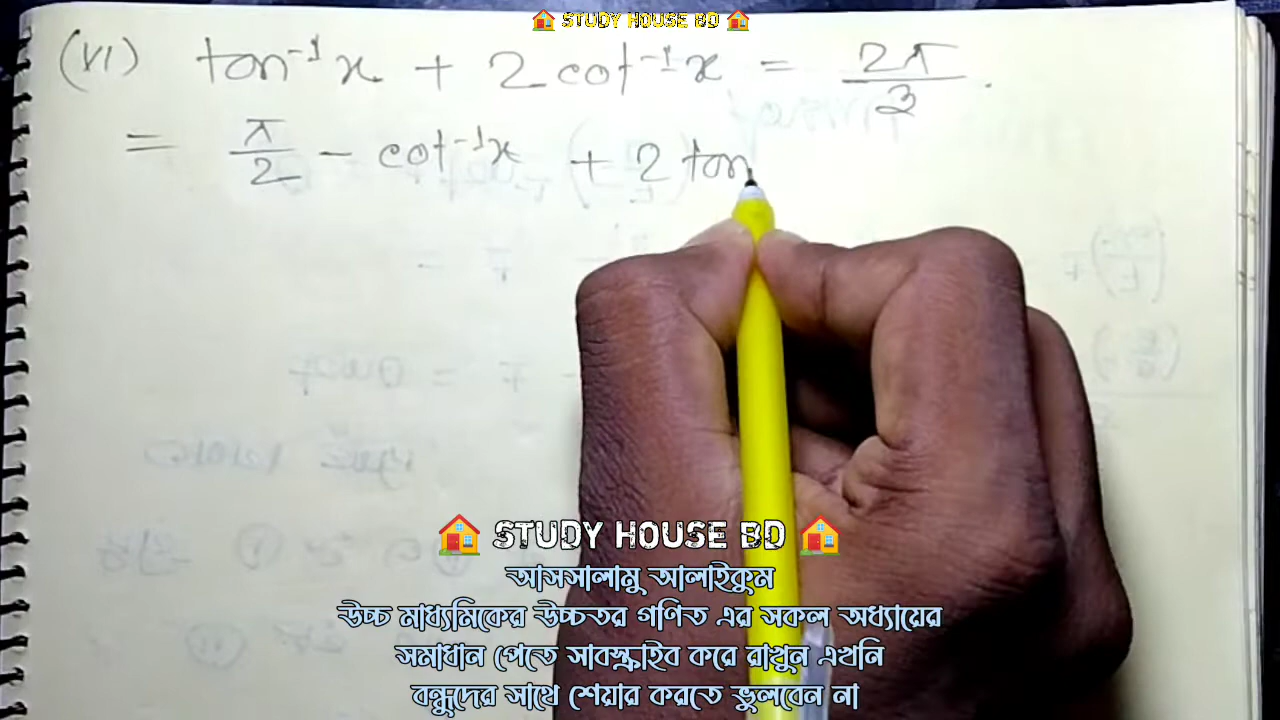 🏠 STUDY HOUSE BD 🏠
(VI) tan⁻¹x + 2cot⁻¹x = 2π/3.
= π/2 − cot⁻¹x + 2 tan
🏠 STUDY HOUSE BD 🏠
আসসালামু আলাইকুম
উচ্চ মাধ্যমিকের উচ্চতর গণিত এর সকল অধ্যায়ের
সমাধান পেতে সাবস্ক্রাইব করে রাখুন এখনি
বন্ধুদের সাথে শেয়ার করতে ভুলবেন না